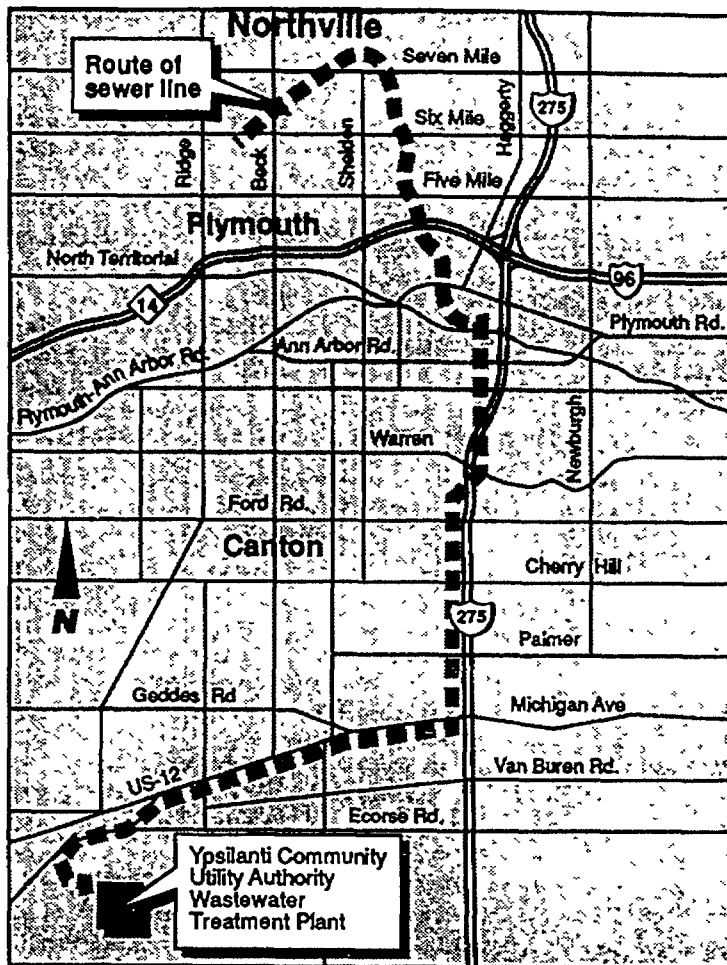 Northville
Seven Mile
Route of
sewer line
275
Six Mile
Haggerty
Ridge
Beck
Shelden
Five Mile
Plymouth
North Territorial
96
14
Plymouth Rd.
Ann Arbor Rd.
Plymouth-Ann Arbor Rd
Newburgh
Warren
Ford Rd.
Canton
Cherry Hill
N
275
Palmer
Geddes Rd
Michigan Ave
US-12
Van Buren Rd.
Ecorse Rd.
Ypsilanti Community
Utility Authority
Wastewater
Treatment Plant